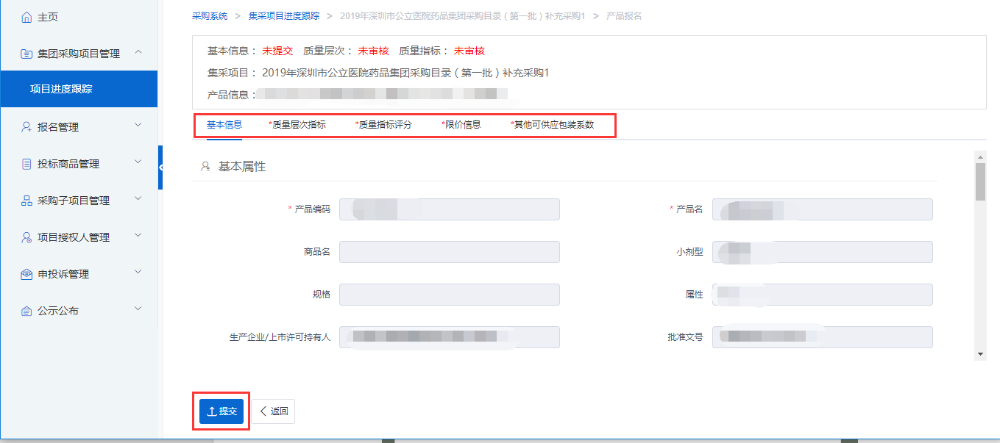 主页
集团采购项目管理
项目进度跟踪
报名管理
投标商品管理
采购子项目管理
项目授权人管理
申投诉管理
公示公布
采购系统 > 集采项目进度跟踪 > 2019年深圳市公立医院药品集团采购目录（第一批）补充采购1 > 产品报名
基本信息： 未提交 质量层次： 未审核 质量指标： 未审核
集采项目： 2019年深圳市公立医院药品集团采购目录（第一批）补充采购1
产品信息：
基本信息 *质量层次指标 *质量指标评分 *限价信息 *其他可供应包装系数
基本属性
* 产品编码 * 产品名
商品名 小剂型
规格 属性
生产企业/上市许可持有人 批准文号
提交 返回